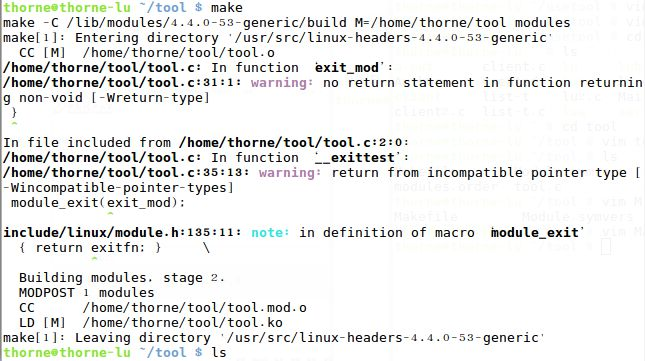 thorne@thorne-lu ~/tool $ make
make -C /lib/modules/4.4.0-53-generic/build M=/home/thorne/tool modules
make[1]: Entering directory '/usr/src/linux-headers-4.4.0-53-generic'
  CC [M]  /home/thorne/tool/tool.o
/home/thorne/tool/tool.c: In function ‘exit_mod’:
/home/thorne/tool/tool.c:31:1: warning: no return statement in function returnin
g non-void [-Wreturn-type]
 }
 ^
In file included from /home/thorne/tool/tool.c:2:0:
/home/thorne/tool/tool.c: In function ‘__exittest’:
/home/thorne/tool/tool.c:35:13: warning: return from incompatible pointer type [
-Wincompatible-pointer-types]
 module_exit(exit_mod);
             ^
include/linux/module.h:135:11: note: in definition of macro ‘module_exit’
  { return exitfn; }     \
           ^
  Building modules, stage 2.
  MODPOST 1 modules
  CC      /home/thorne/tool/tool.mod.o
  LD [M]  /home/thorne/tool/tool.ko
make[1]: Leaving directory '/usr/src/linux-headers-4.4.0-53-generic'
thorne@thorne-lu ~/tool $ ls